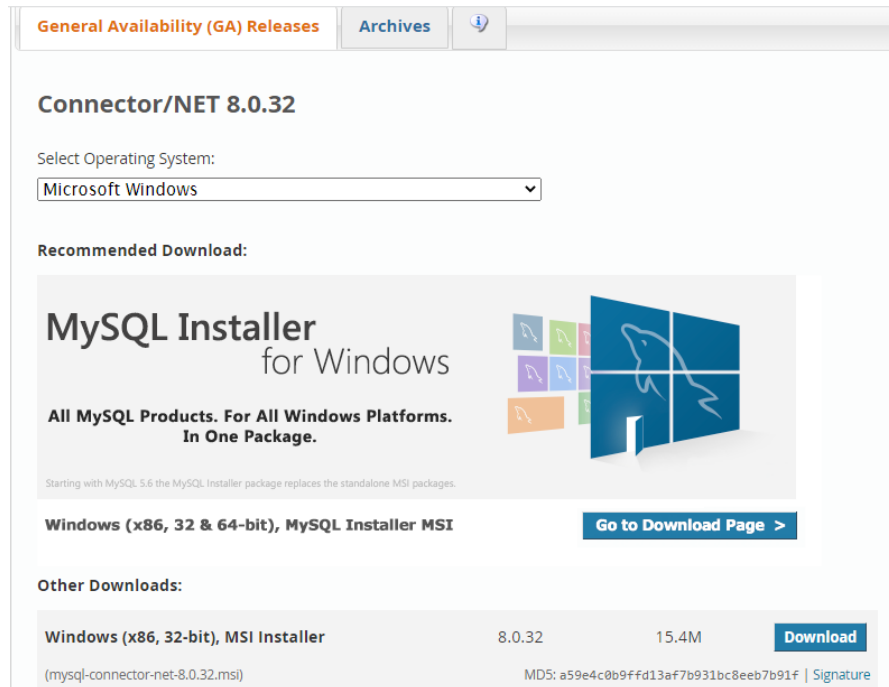 General Availability (GA) Releases
Archives
Connector/NET 8.0.32
Select Operating System:
Microsoft Windows
Recommended Download:
MySQL Installer
for Windows
All MySQL Products. For All Windows Platforms.
In One Package.
Starting with MySQL 5.6 the MySQL Installer package replaces the standalone MSI packages.
Windows (x86, 32 & 64-bit), MySQL Installer MSI
Go to Download Page >
Other Downloads:
Windows (x86, 32-bit), MSI Installer 8.0.32 15.4M Download
(mysql-connector-net-8.0.32.msi) MD5: a59e4c0b9ffd13af7b931bc8eeb7b91f | Signature